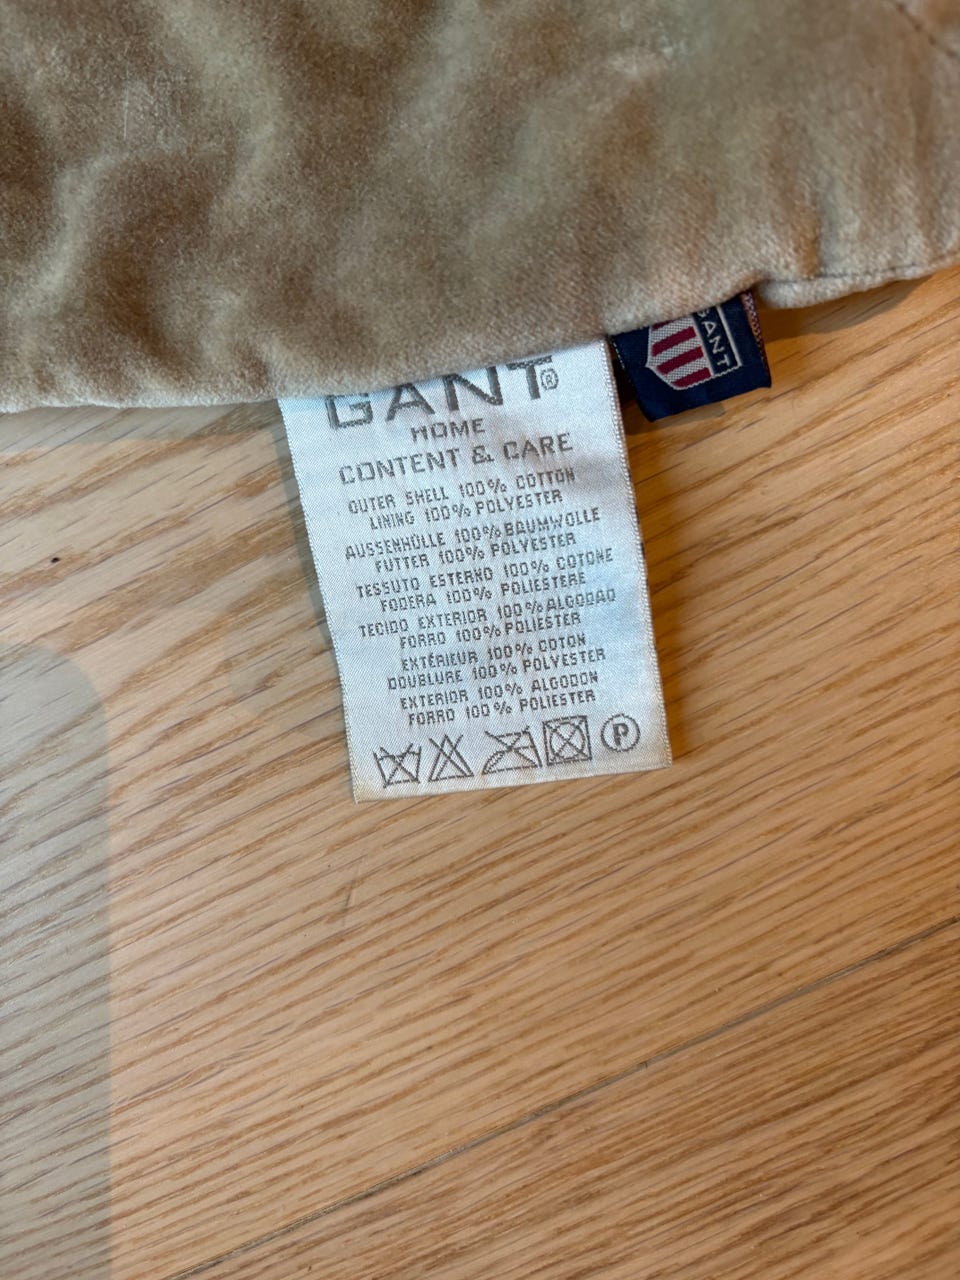 GANT®
HOME
CONTENT & CARE
OUTER SHELL 100% COTTON
LINING 100% POLYESTER
AUSSENHÜLLE 100% BAUMWOLLE
FUTTER 100% POLYESTER
TESSUTO ESTERNO 100% COTONE
FODERA 100% POLIESTERE
TECIDO EXTERIOR 100% ALGODAO
FORRO 100% POLIESTER
EXTÉRIEUR 100% COTON
DOUBLURE 100% POLYESTER
EXTERIOR 100% ALGODON
FORRO 100% POLIESTER
P
GANT